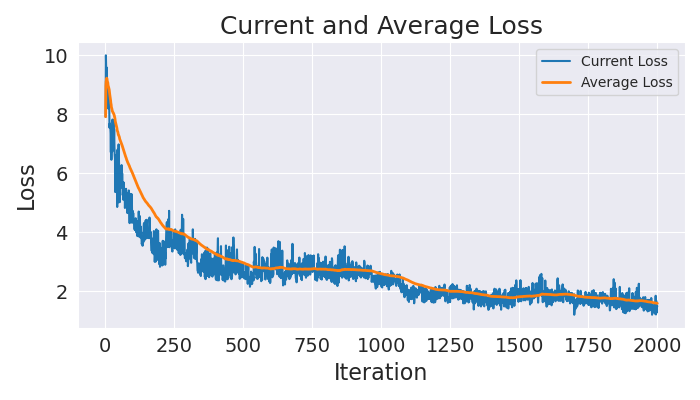 Current and Average Loss
Current Loss
Average Loss
Loss
10
8
6
4
2
0 250 500 750 1000 1250 1500 1750 2000
Iteration